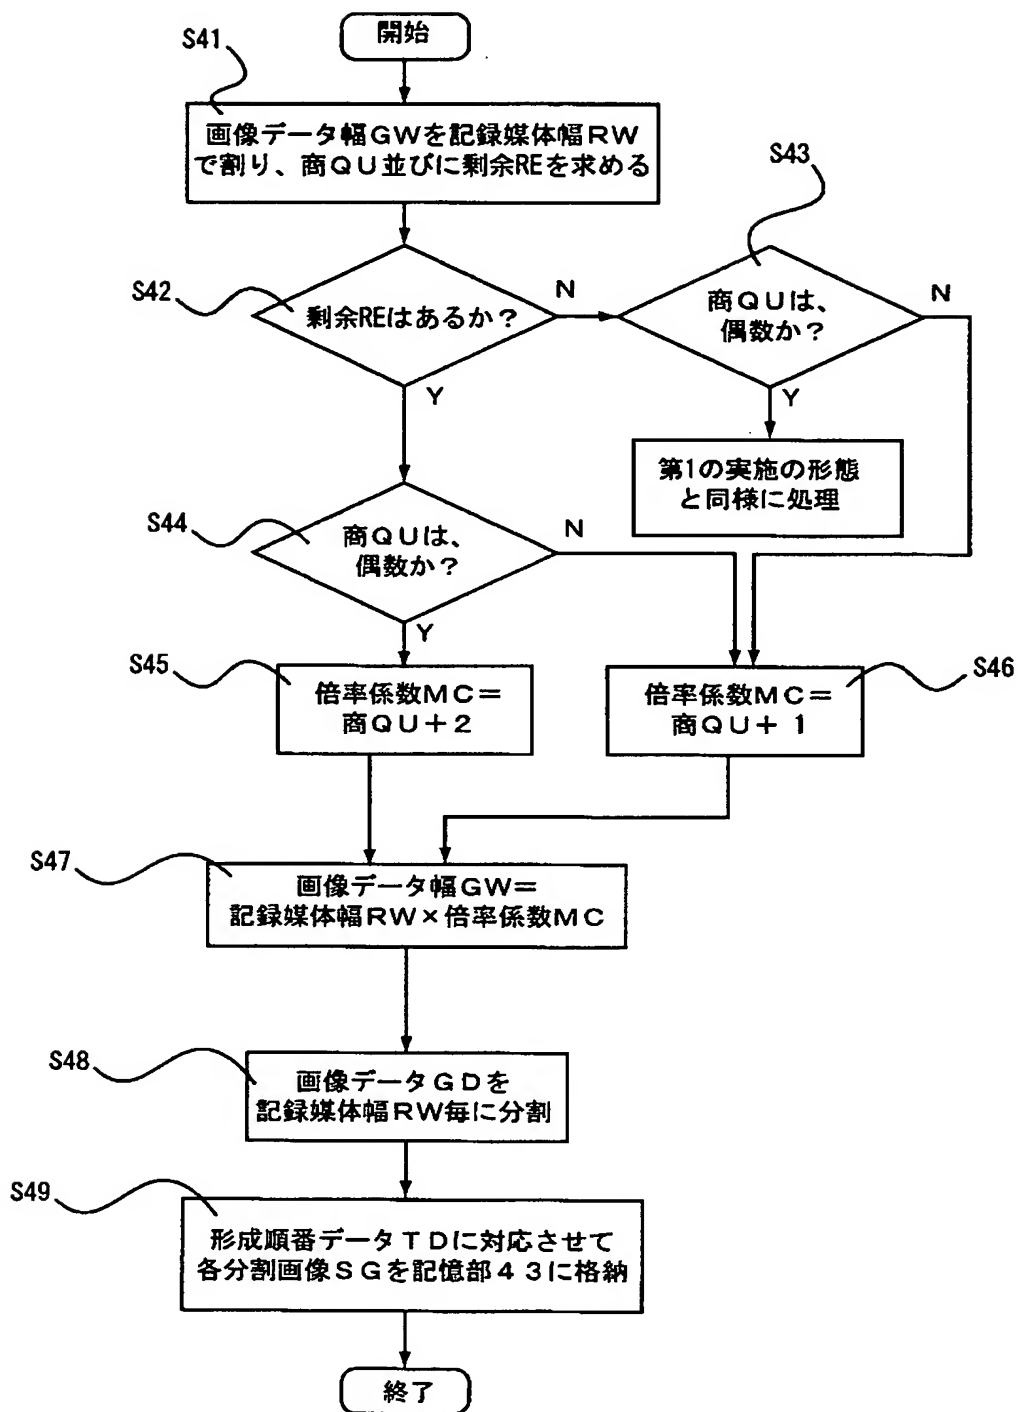 開始
S41
画像データ幅GWを記録媒体幅RW
で割り、商QU並びに剰余REを求める
S43
S42
剰余REはあるか?
N
商QUは、
偶数か?
N
Y
Y
第1の実施の形態
と同様に処理
S44
商QUは、
偶数か?
N
Y
S45
倍率係数MC=
商QU+2
倍率係数MC=
商QU+1
S46
S47
画像データ幅GW=
記録媒体幅RW×倍率係数MC
S48
画像データGDを
記録媒体幅RW毎に分割
S49
形成順番データTDに対応させて
各分割画像SGを記憶部43に格納
終了